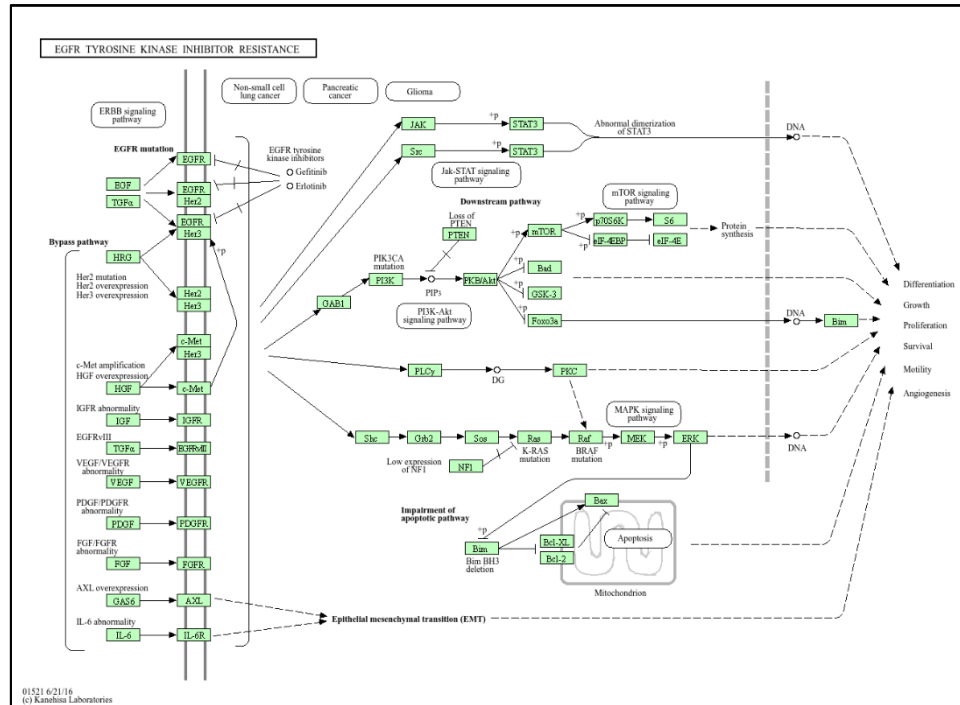 EGFR TYROSINE KINASE INHIBITOR RESISTANCE
Non-small cell
lung cancer
Pancreatic
cancer
Glioma
ERBB signaling
pathway
EGFR mutation
EGF
TGFα
EGFR
EGFR
Her2
EGFR
Her3
EGFR tyrosine
kinase inhibitors
Gefitinib
Erlotinib
+p
Bypass pathway
HRG
Her2 mutation
Her2 overexpression
Her3 overexpression
Her2
Her3
c-Met
Her3
c-Met amplification
HGF overexpression
HGF
c-Met
IGFR abnormality
IGF
IGFR
EGFRvIII
TGFα
EGFRvIII
VEGF/VEGFR
abnormality
VEGF
VEGFR
PDGF/PDGFR
abnormality
PDGF
PDGFR
FGF/FGFR
abnormality
FGF
FGFR
AXL overexpression
GAS6
AXL
IL-6 abnormality
IL-6
IL-6R
JAK
+p
STAT3
Src
+p
STAT3
Abnormal dimerization
of STAT3
DNA
Jak-STAT signaling
pathway
Downstream pathway
mTOR signaling
pathway
Loss of
PTEN
PTEN
PIK3CA
mutation
GAB1
PI3K
PIP3
PKB/Akt
PI3K-Akt
signaling pathway
+p
mTOR
+p
p70S6K
S6
+p
eIF-4EBP
eIF-4E
Protein
synthesis
Bad
GSK-3
+p
Foxo3a
DNA
Bim
PLCγ
DG
PKC
MAPK signaling
pathway
Shc
Grb2
Sos
Ras
Raf
+p
MEK
+p
ERK
DNA
K-RAS
mutation
BRAF
mutation
Low expression
of NF1
NF1
Impairment of
apoptotic pathway
+p
Bim
Bim BH3
deletion
Bax
Bcl-XL
Bcl-2
Apoptosis
Mitochondrion
Epithelial mesenchymal transition (EMT)
Differentiation
Growth
Proliferation
Survival
Motility
Angiogenesis
01521 6/21/16
(c) Kanehisa Laboratories